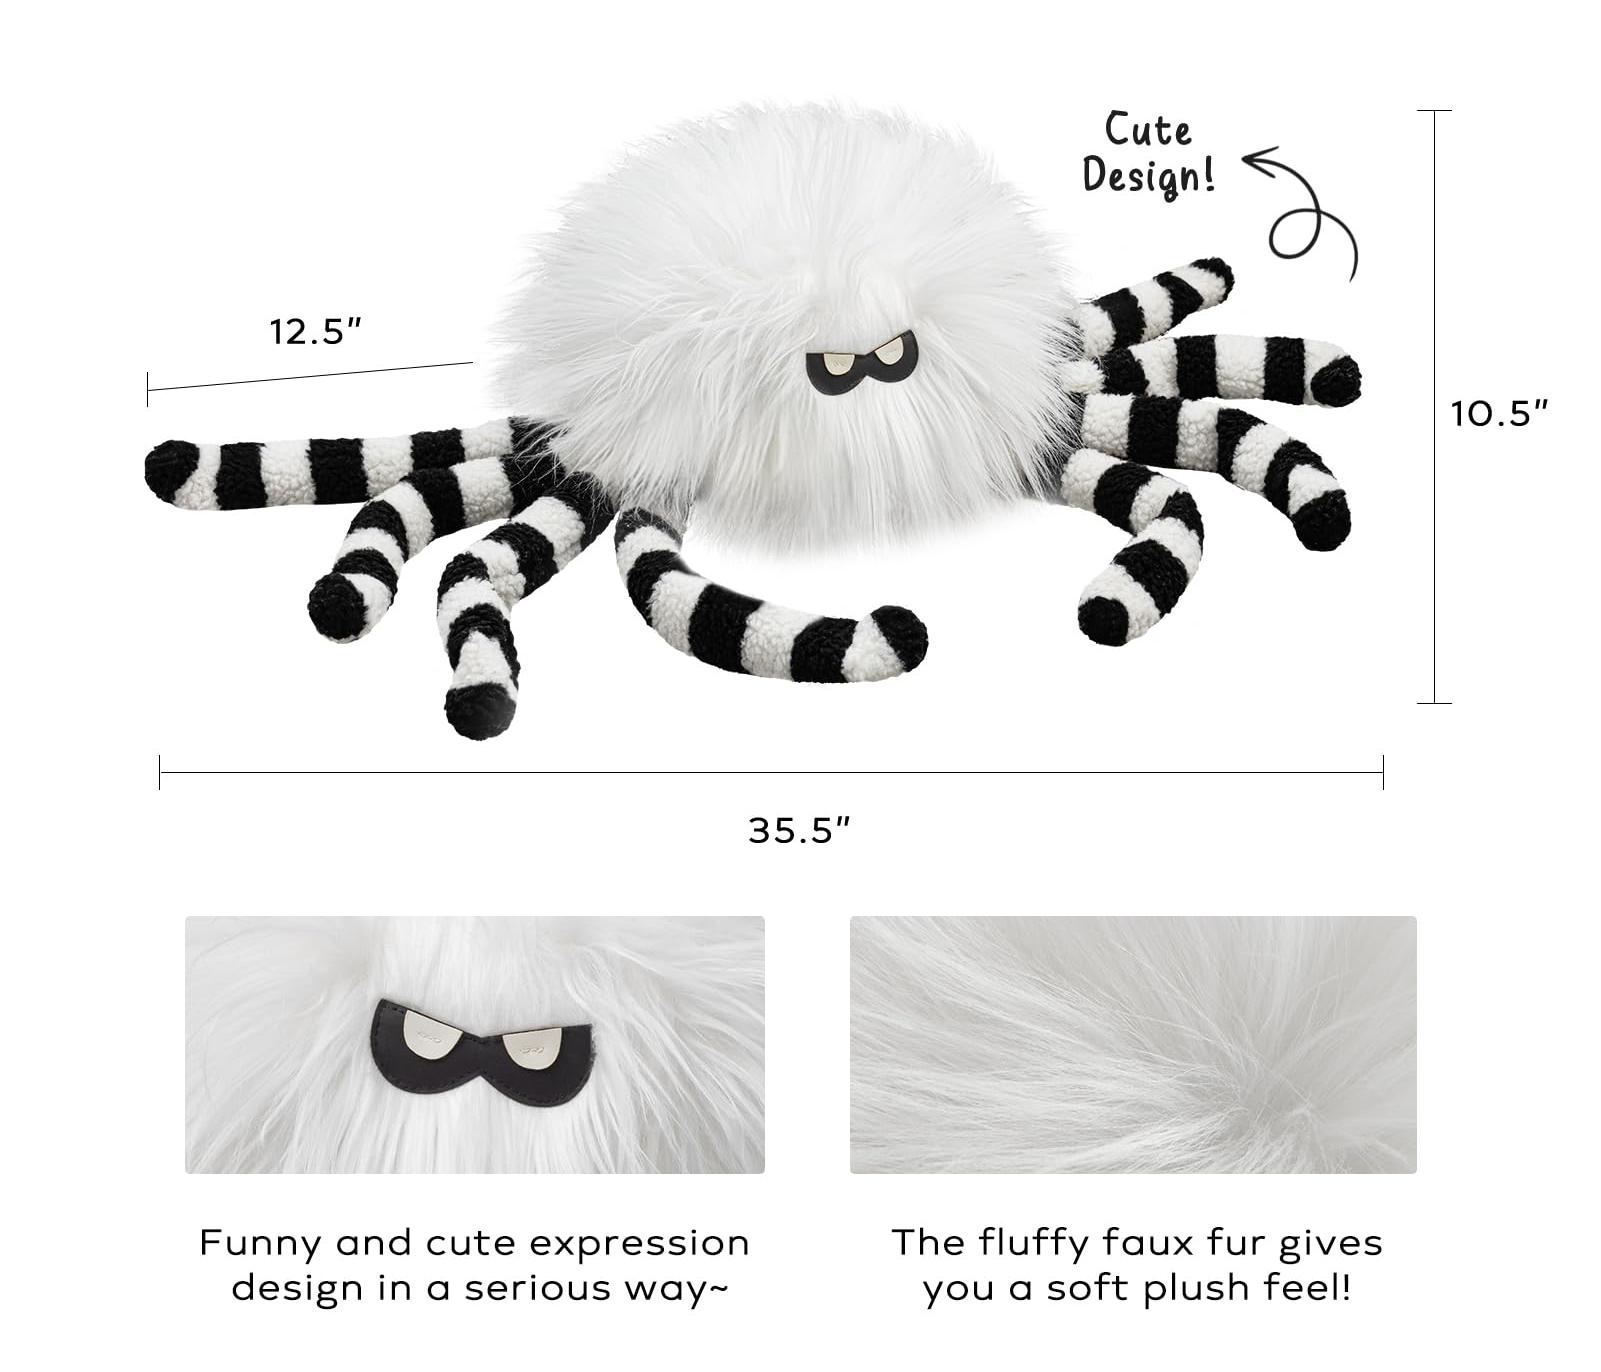 Cute
Design!
12.5"
10.5"
35.5"
Funny and cute expression
design in a serious way~
The fluffy faux fur gives
you a soft plush feel!